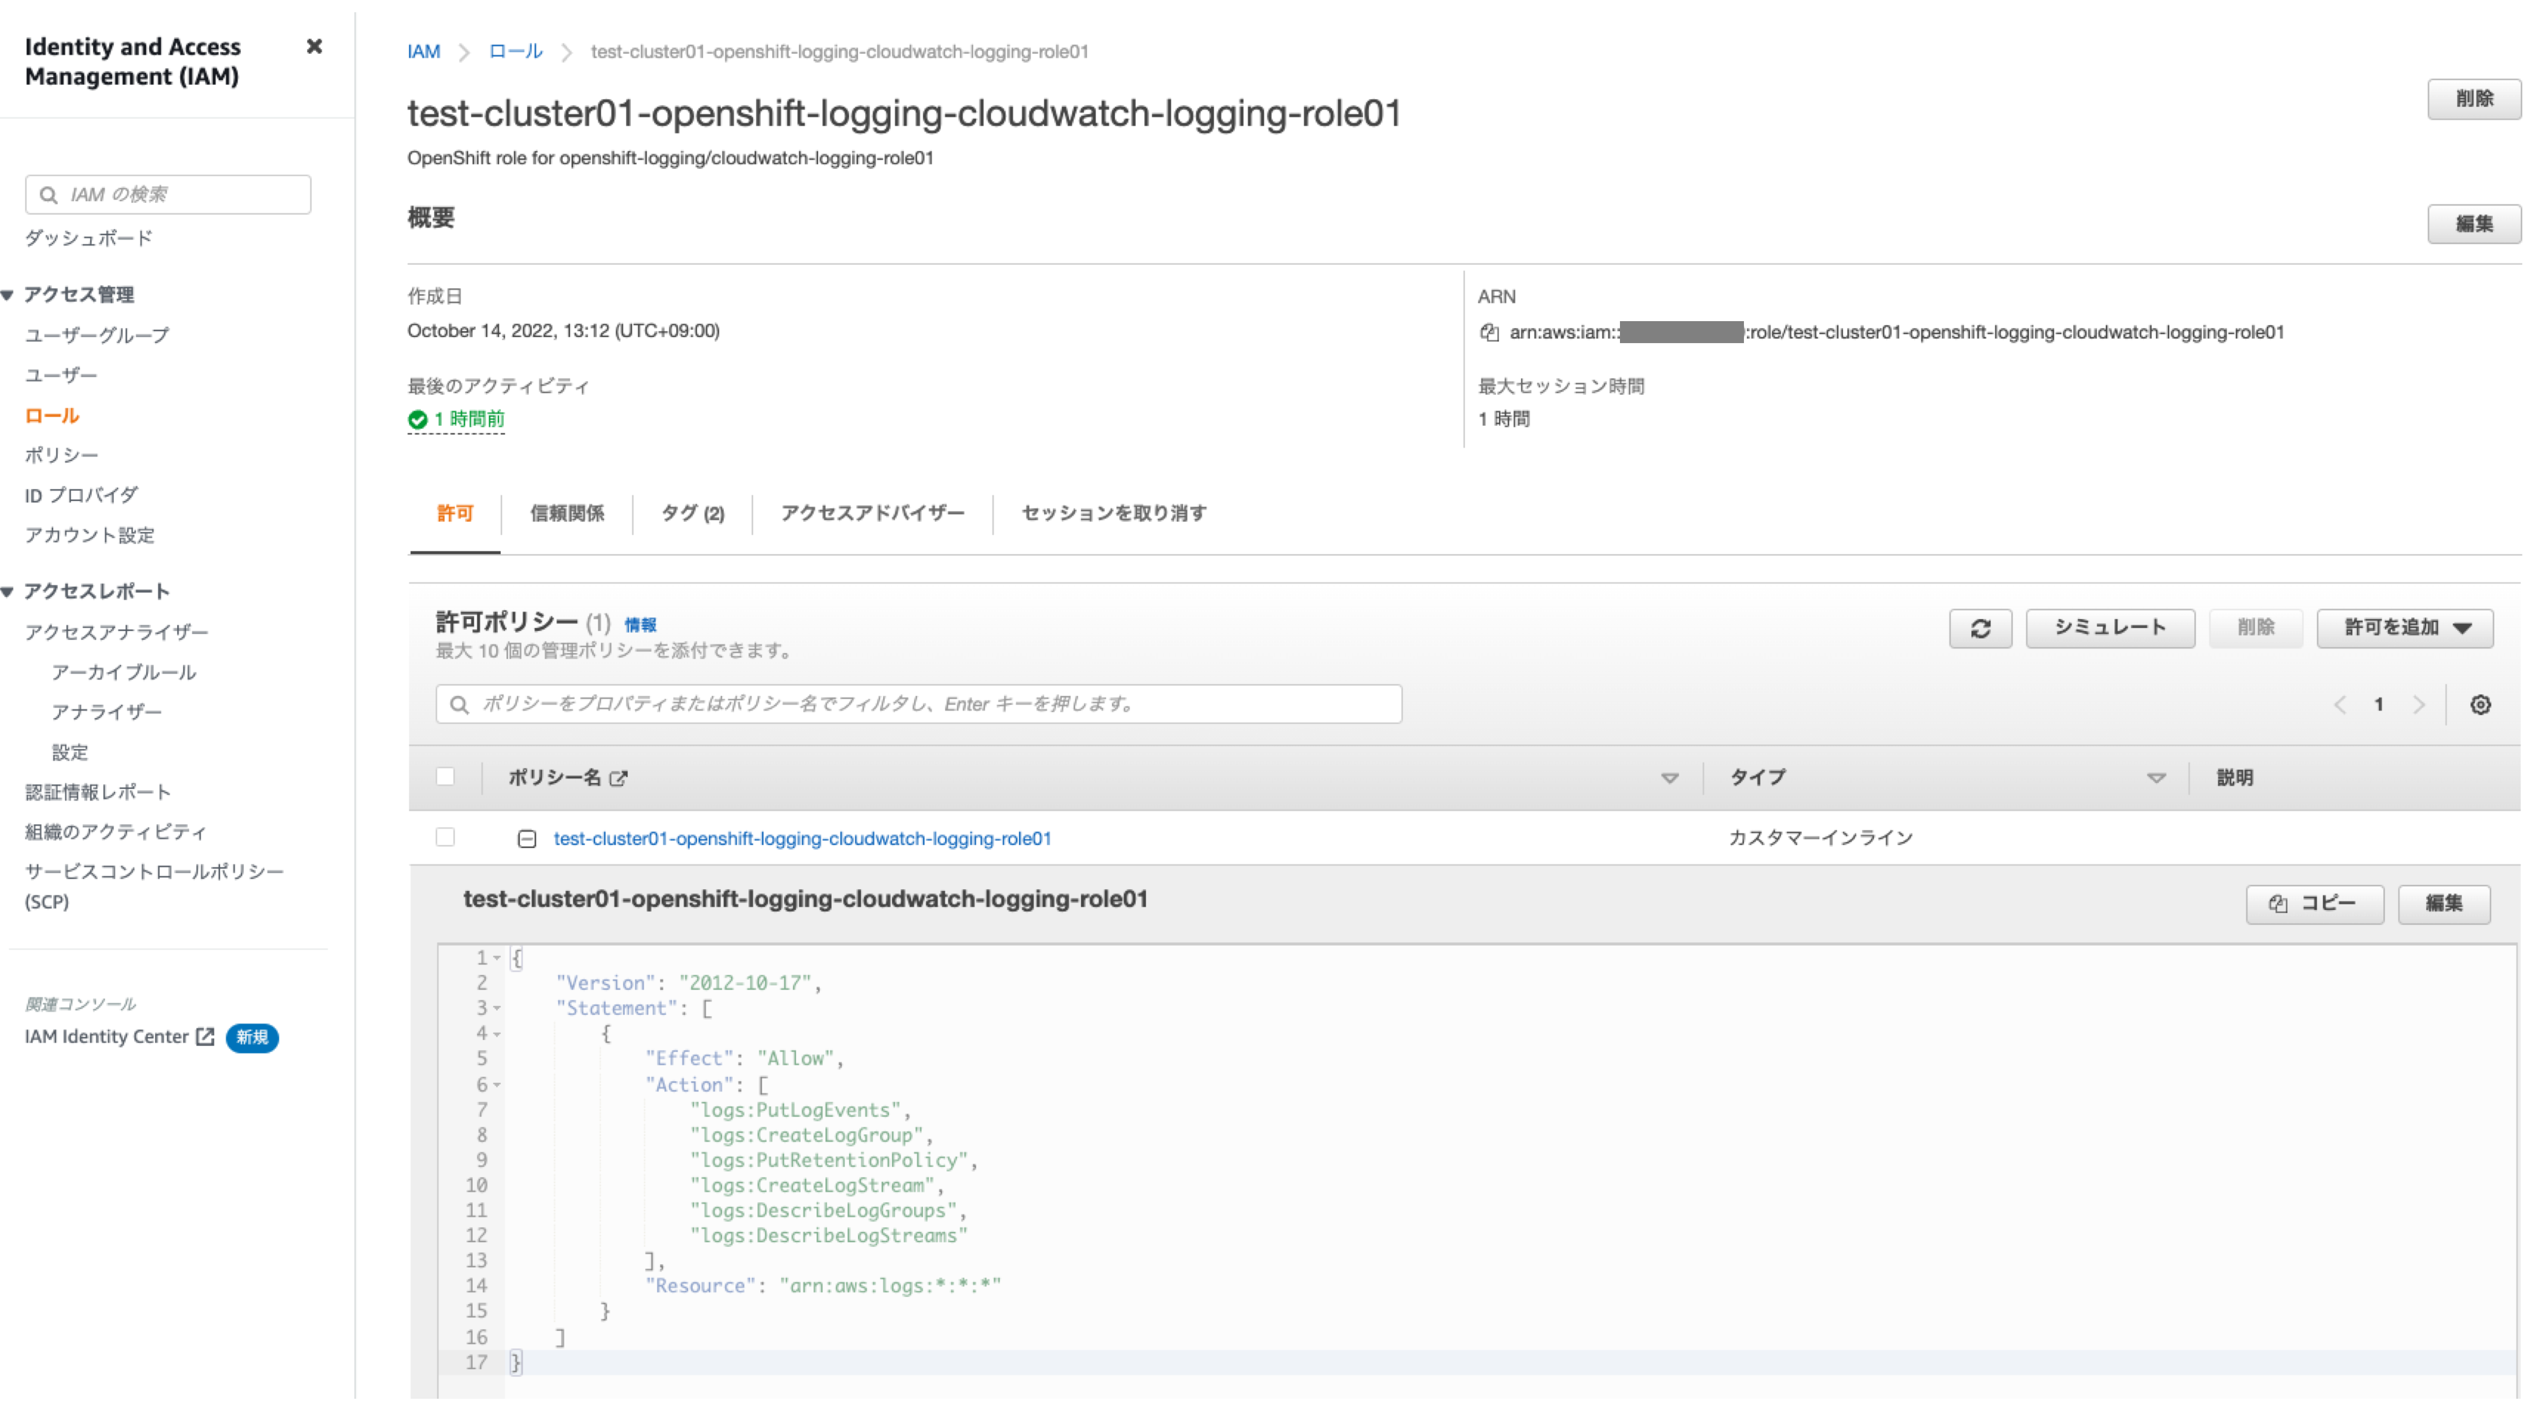 Identity and Access
Management (IAM)
IAM の検索
ダッシュボード
アクセス管理
ユーザーグループ
ユーザー
ロール
ポリシー
ID プロバイダ
アカウント設定
アクセスレポート
アクセスアナライザー
アーカイブルール
アナライザー
設定
認証情報レポート
組織のアクティビティ
サービスコントロールポリシー
(SCP)
関連コンソール
IAM Identity Center 新規
IAM ロール test-cluster01-openshift-logging-cloudwatch-logging-role01
test-cluster01-openshift-logging-cloudwatch-logging-role01
削除
OpenShift role for openshift-logging/cloudwatch-logging-role01
概要
編集
作成日
October 14, 2022, 13:12 (UTC+09:00)
ARN
arn:aws:iam:: :role/test-cluster01-openshift-logging-cloudwatch-logging-role01
最後のアクティビティ
1 時間前
最大セッション時間
1 時間
許可 信頼関係 タグ (2) アクセスアドバイザー セッションを取り消す
許可ポリシー (1) 情報
最大 10 個の管理ポリシーを添付できます。
シミュレート 削除 許可を追加
ポリシーをプロパティまたはポリシー名でフィルタし、Enter キーを押します。
1
ポリシー名 タイプ 説明
test-cluster01-openshift-logging-cloudwatch-logging-role01 カスタマーインライン
test-cluster01-openshift-logging-cloudwatch-logging-role01
コピー 編集
1 {
2 "Version": "2012-10-17",
3 "Statement": [
4 {
5 "Effect": "Allow",
6 "Action": [
7 "logs:PutLogEvents",
8 "logs:CreateLogGroup",
9 "logs:PutRetentionPolicy",
10 "logs:CreateLogStream",
11 "logs:DescribeLogGroups",
12 "logs:DescribeLogStreams"
13 ],
14 "Resource": "arn:aws:logs:*:*:*"
15 }
16 ]
17 }